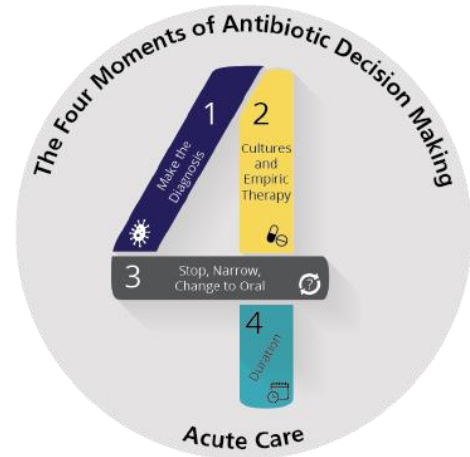 The Four Moments of Antibiotic Decision Making
1
Make the
Diagnosis
2
Cultures
and
Empiric
Therapy
3
Stop, Narrow,
Change to Oral
?
4
Duration
Acute Care